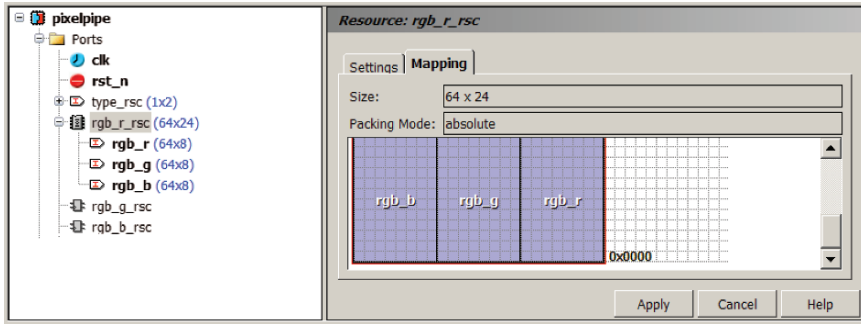 pixelpipe
Ports
clk
rst_n
type_rsc (1x2)
rgb_r_rsc (64x24)
rgb_r (64x8)
rgb_g (64x8)
rgb_b (64x8)
rgb_g_rsc
rgb_b_rsc
Resource: rgb_r_rsc
Settings Mapping
Size: 64 x 24
Packing Mode: absolute
rgb_b rgb_g rgb_r
0x0000
Apply Cancel Help